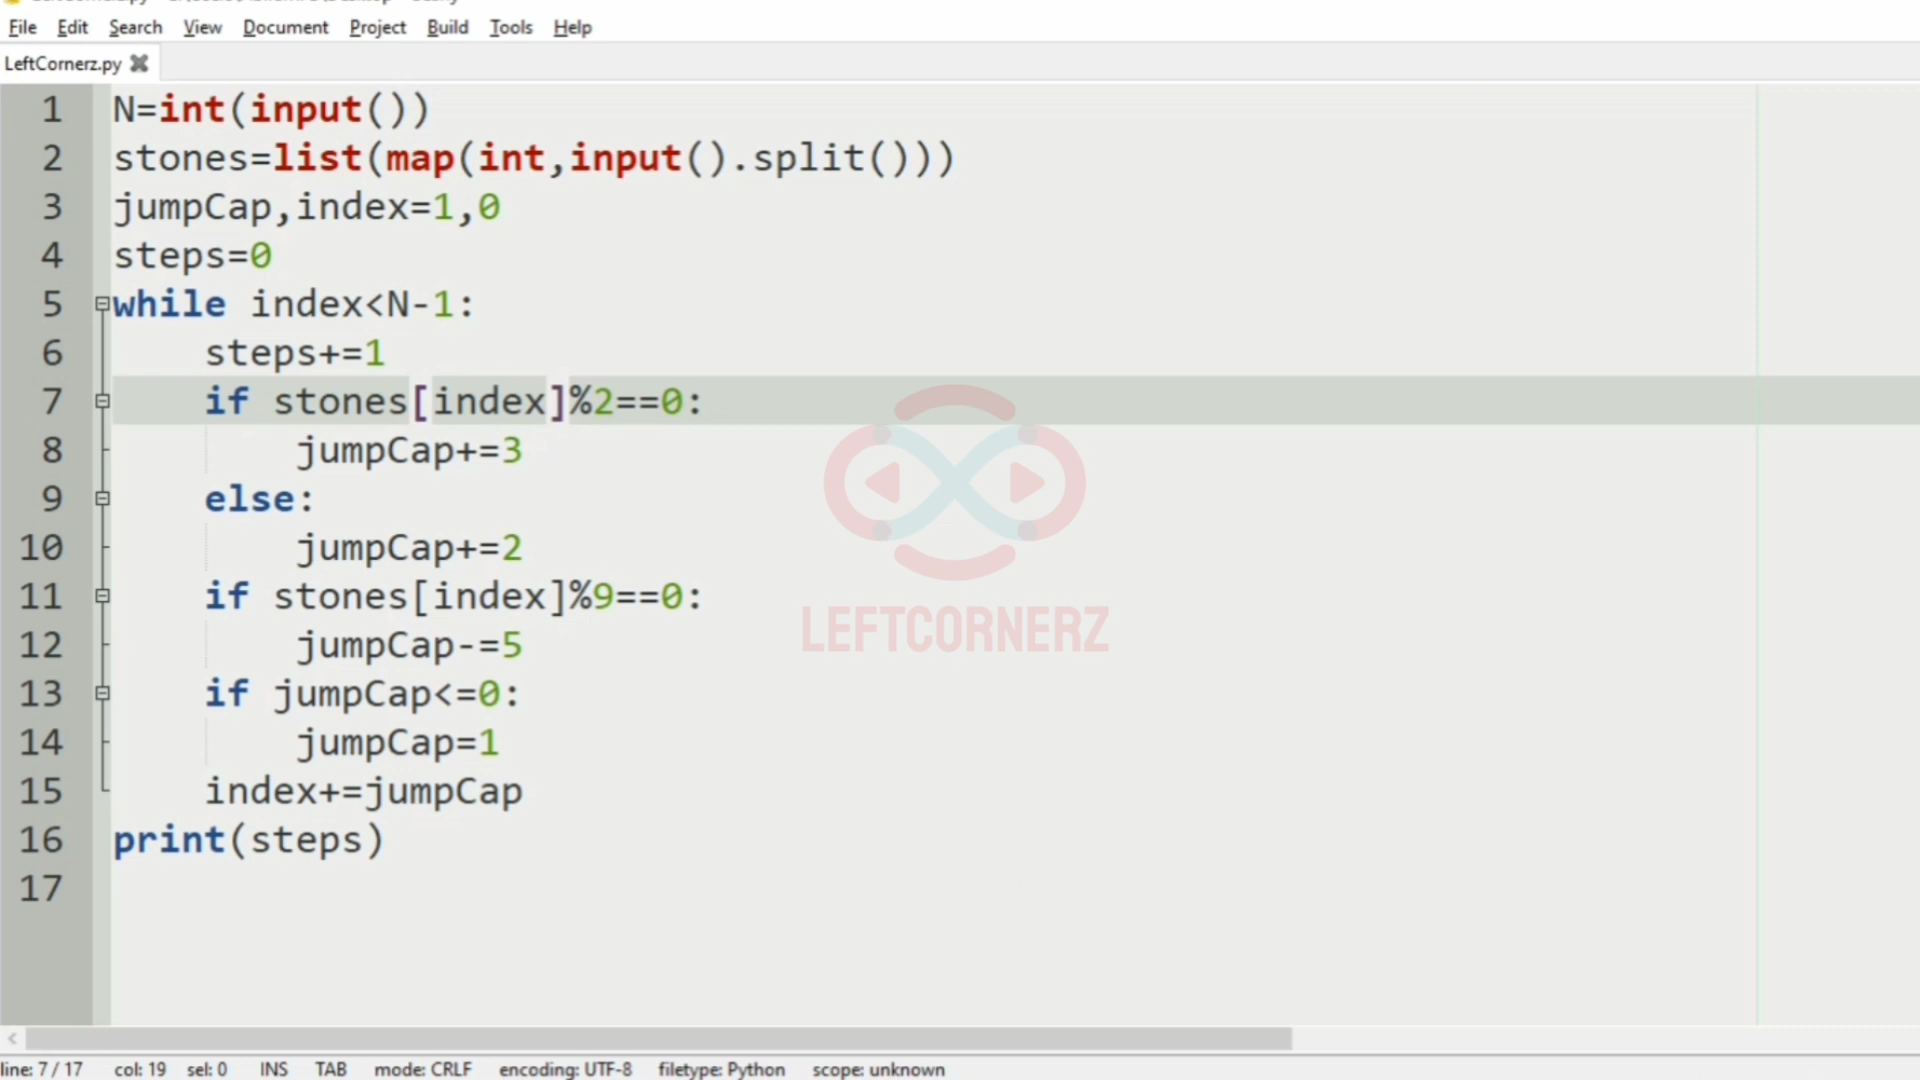 File Edit Search View Document Project Build Tools Help
LeftCornerz.py
1 N=int(input())
2 stones=list(map(int,input().split()))
3 jumpCap,index=1,0
4 steps=0
5 while index<N-1:
6 steps+=1
7 if stones[index]%2==0:
8 jumpCap+=3
9 else:
10 jumpCap+=2
11 if stones[index]%9==0:
12 jumpCap-=5
13 if jumpCap<=0:
14 jumpCap=1
15 index+=jumpCap
16 print(steps)
17
LEFTCORNERZ
line: 7 / 17 col: 19 sel: 0 INS TAB mode: CRLF encoding: UTF-8 filetype: Python scope: unknown